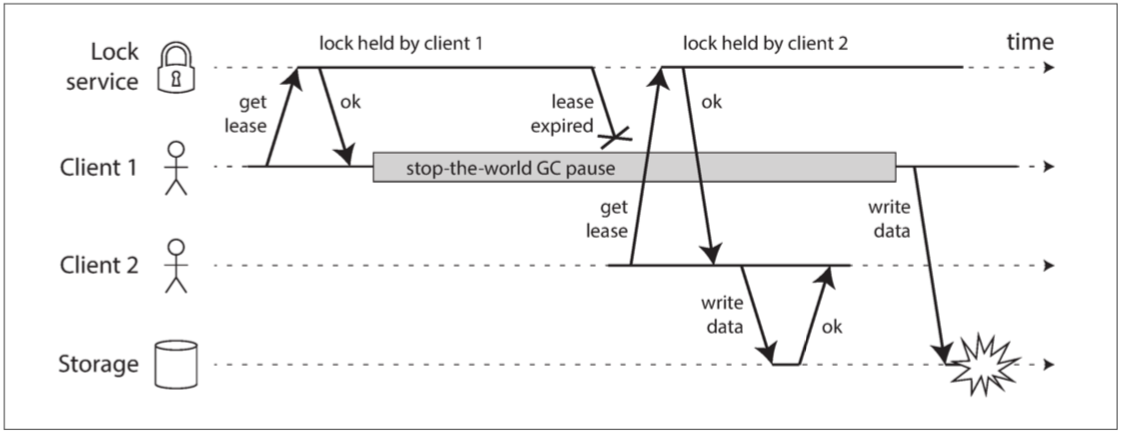 Lock
service
lock held by client 1
lock held by client 2
time
get
lease
ok
lease
expired
ok
Client 1
stop-the-world GC pause
get
lease
write
data
Client 2
write
data
ok
Storage